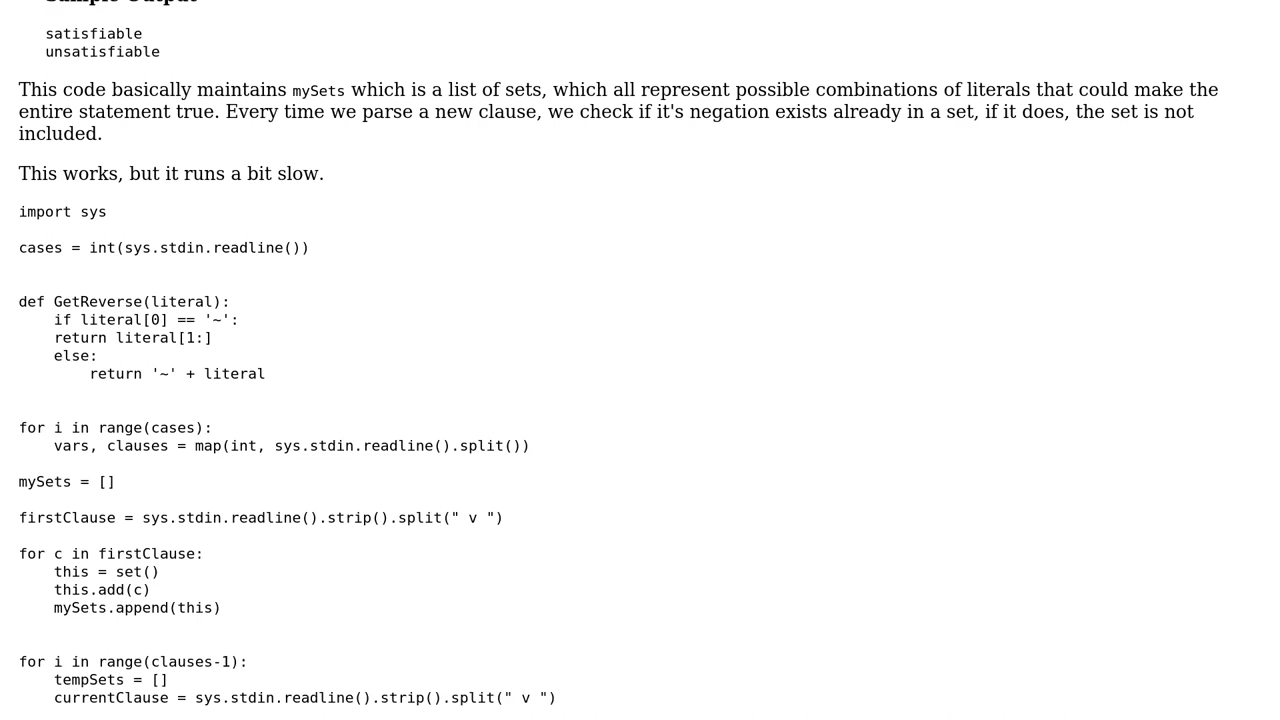 Sample Output
satisfiable
unsatisfiable
This code basically maintains mySets which is a list of sets, which all represent possible combinations of literals that could make the
entire statement true. Every time we parse a new clause, we check if it's negation exists already in a set, if it does, the set is not
included.
This works, but it runs a bit slow.
import sys
cases = int(sys.stdin.readline())
def GetReverse(literal):
    if literal[0] == '~':
    return literal[1:]
    else:
        return '~' + literal
for i in range(cases):
    vars, clauses = map(int, sys.stdin.readline().split())
mySets = []
firstClause = sys.stdin.readline().strip().split(" v ")
for c in firstClause:
    this = set()
    this.add(c)
    mySets.append(this)
for i in range(clauses-1):
    tempSets = []
    currentClause = sys.stdin.readline().strip().split(" v ")